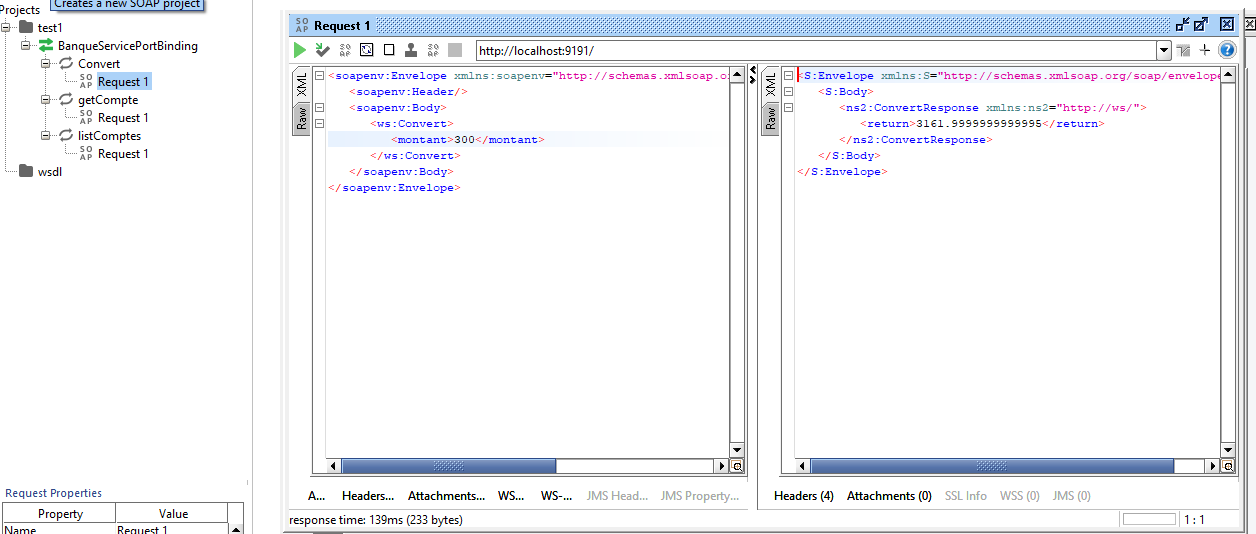 Creates a new SOAP project
Projects
test1
BanqueServicePortBinding
Convert
SO AP Request 1
getCompte
SO AP Request 1
listComptes
SO AP Request 1
wsdl
Request Properties
Property Value
Name Request 1
SO AP Request 1
http://localhost:9191/
XML
Raw
<soapenv:Envelope xmlns:soapenv="http://schemas.xmlsoap.o
<soapenv:Header/>
<soapenv:Body>
<ws:Convert>
<montant>300</montant>
</ws:Convert>
</soapenv:Body>
</soapenv:Envelope>
A... Headers... Attachments... WS... WS-... JMS Head... JMS Property...
XML
Raw
<S:Envelope xmlns:S="http://schemas.xmlsoap.org/soap/envelope
<S:Body>
<ns2:ConvertResponse xmlns:ns2="http://ws/">
<return>3161.9999999999995</return>
</ns2:ConvertResponse>
</S:Body>
</S:Envelope>
Headers (4) Attachments (0) SSL Info WSS (0) JMS (0)
response time: 139ms (233 bytes)
1 : 1